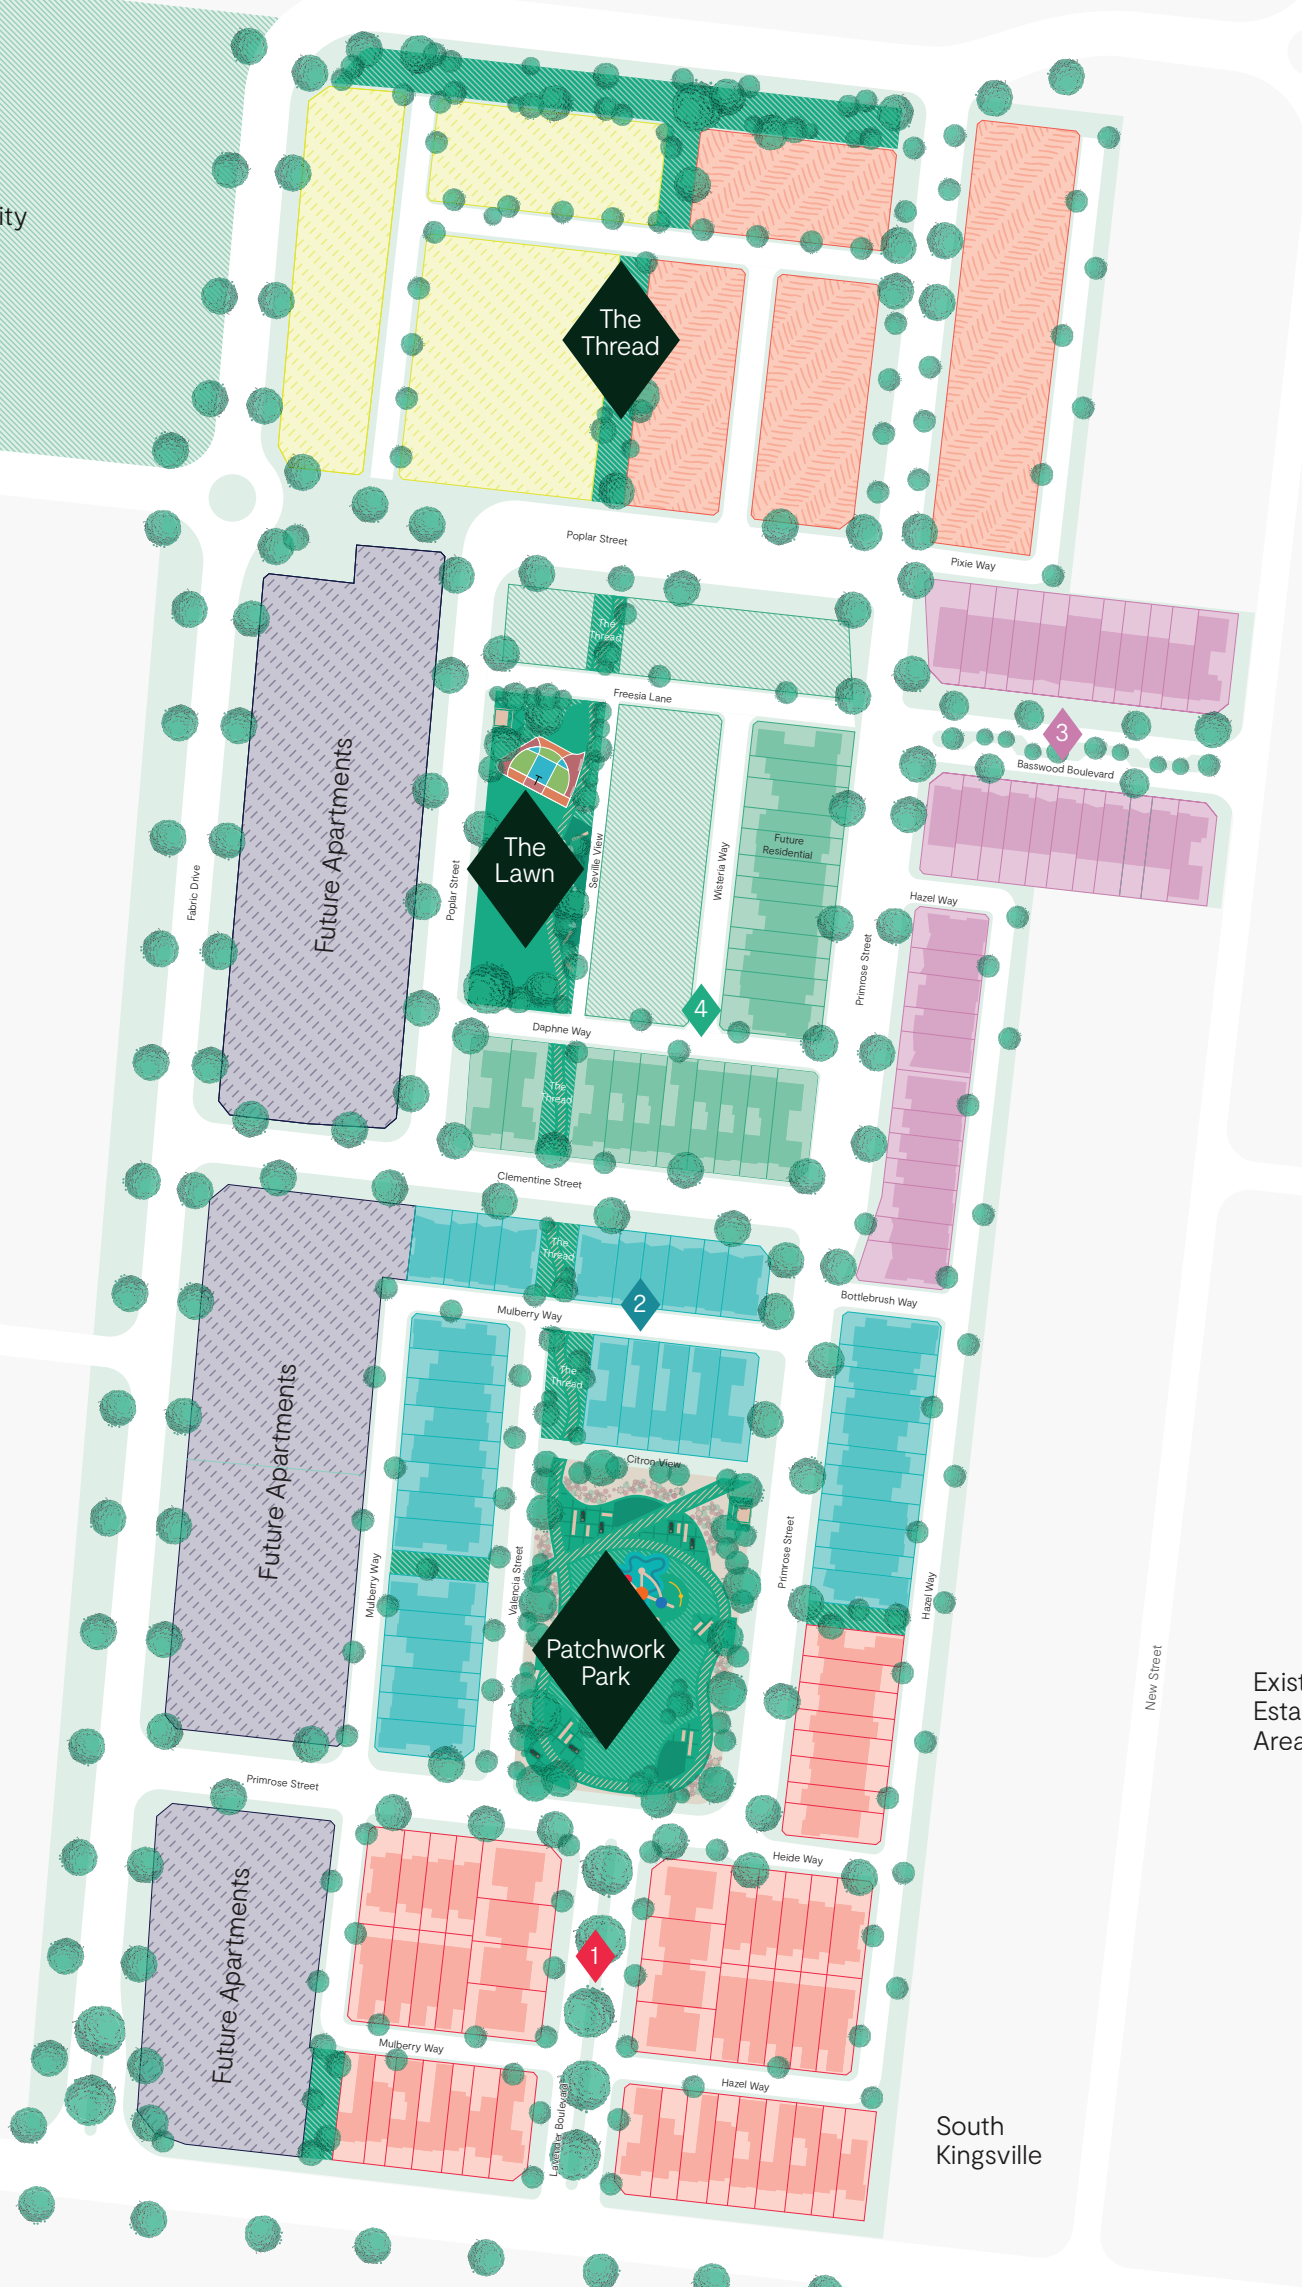 ity
The
Thread
Poplar Street
Pixie Way
The
Thread
Freesia Lane
3
Basswood Boulevard
Future Apartments
The
Lawn
Seville View
Future
Residential
Wisteria Way
Fabric Drive
Poplar Street
Hazel Way
Primrose Street
4
Daphne Way
The
Thread
Clementine Street
The
Thread
2
Bottlebrush Way
Mulberry Way
The
Thread
Future Apartments
Citron View
Mulberry Way
Valencia Street
Primrose Street
Hazel Way
Patchwork
Park
New Street
Exist
Esta
Area
Primrose Street
Heide Way
Future Apartments
1
Mulberry Way
Hazel Way
Lavender Boulevard
South
Kingsville